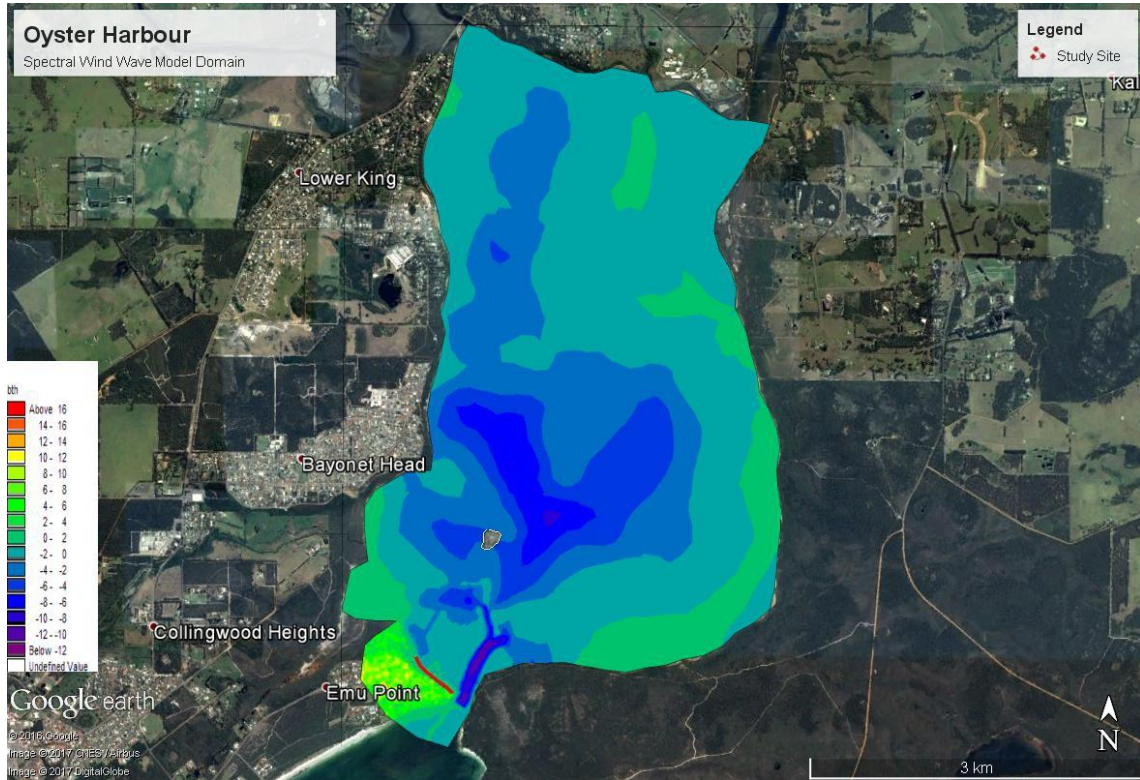 Oyster Harbour
Spectral Wind Wave Model Domain
Legend
Study Site
Kal
Lower King
Bayonet Head
Collingwood Heights
Emu Point
bth
Above 16
14 - 16
12 - 14
10 - 12
8 - 10
6 - 8
4 - 6
2 - 4
0 - 2
-2 - 0
-4 - -2
-6 - -4
-8 - -6
-10 - -8
-12 - -10
Below -12
Undefined Value
Google earth
© 2016 Google
Image © 2017 CNES / Airbus
Image © 2017 DigitalGlobe
3 km
N